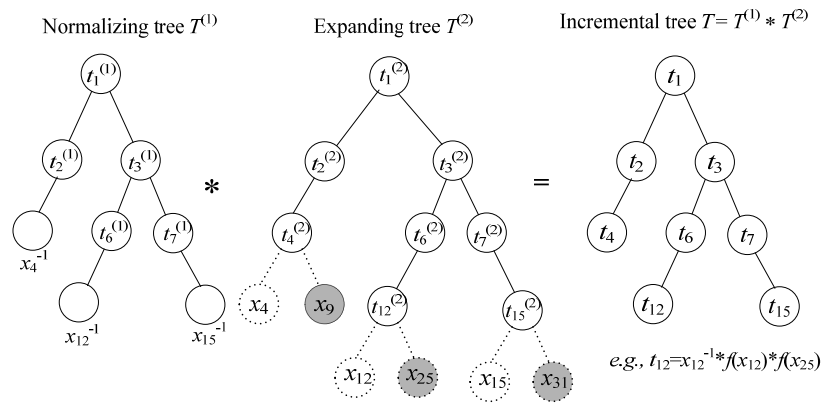 Normalizing tree T⁽¹⁾ Expanding tree T⁽²⁾ Incremental tree T= T⁽¹⁾ * T⁽²⁾
t₁⁽¹⁾ t₁⁽²⁾ t₁
t₂⁽¹⁾ t₃⁽¹⁾ * t₂⁽²⁾ t₃⁽²⁾ = t₂ t₃
t₆⁽¹⁾ t₇⁽¹⁾ t₄⁽²⁾ t₆⁽²⁾ t₇⁽²⁾ t₄ t₆ t₇
x₄⁻¹
x₄ x₉ t₁₂⁽²⁾ t₁₅⁽²⁾ t₁₂ t₁₅
x₁₂⁻¹ x₁₅⁻¹
x₁₂ x₂₅ x₁₅ x₃₁
e.g., t₁₂=x₁₂⁻¹*f(x₁₂)*f(x₂₅)